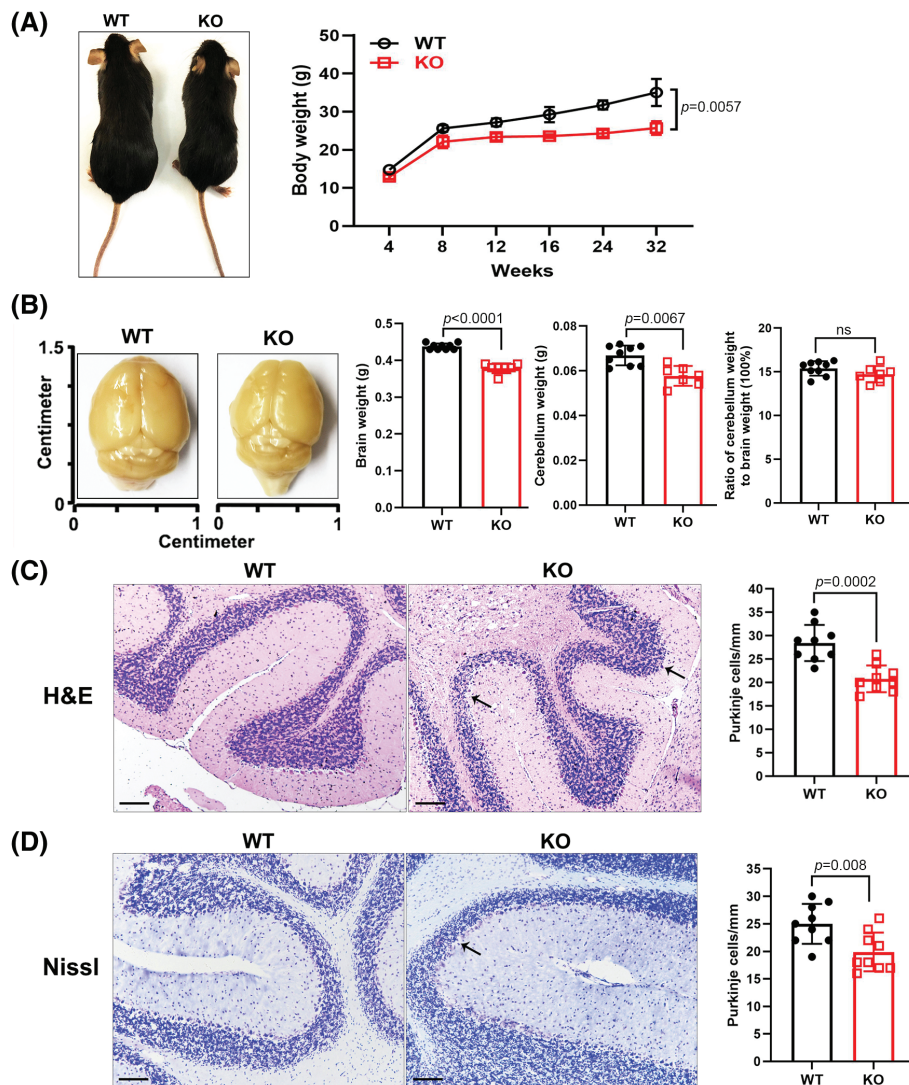 (A)
WT KO
WT
KO
Body weight (g)
50
40
30
20
10
0
p=0.0057
4 8 12 16 24 32
Weeks
(B)
WT KO
1.5
Centimeter
0
0 1 0 1
Centimeter
Brain weight (g)
0.5
0.4
0.3
0.2
0.1
0.0
p<0.0001
WT KO
Cerebellum weight (g)
0.08
0.06
0.04
0.02
0.00
p=0.0067
WT KO
Ratio of cerebellum weight
to brain weight (100%)
20
15
10
5
0
ns
WT KO
(C)
WT KO
H&E
Purkinje cells/mm
40
35
30
25
20
15
10
5
0
p=0.0002
WT KO
(D)
WT KO
Nissl
Purkinje cells/mm
35
30
25
20
15
10
5
0
p=0.008
WT KO